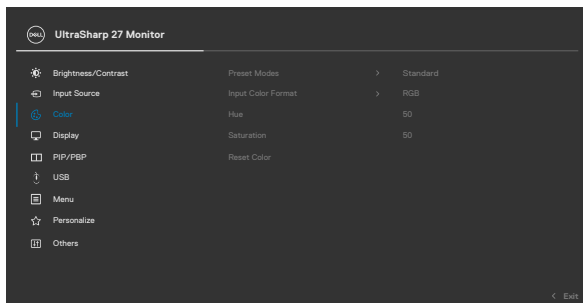 DELL UltraSharp 27 Monitor
Brightness/Contrast Preset Modes > Standard
Input Source Input Color Format > RGB
Color Hue 50
Display Saturation 50
PIP/PBP Reset Color
USB
Menu
Personalize
Others
< Exit